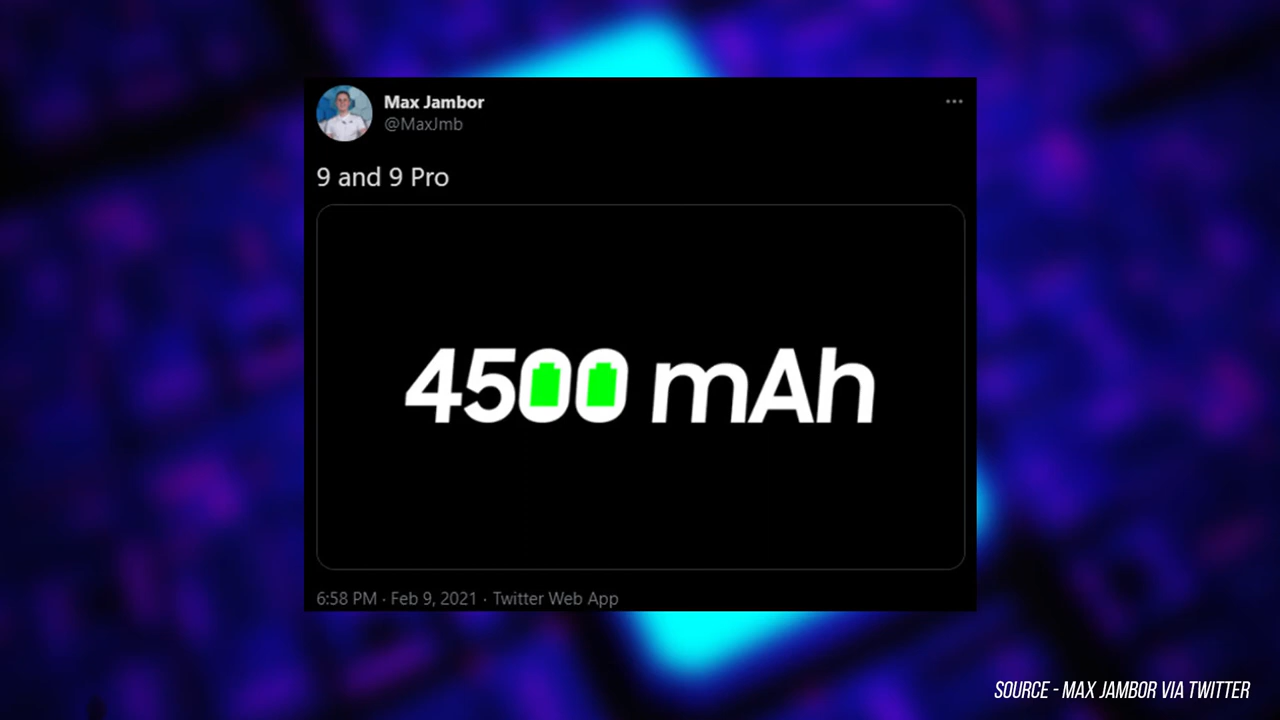 Max Jambor
@MaxJmb
9 and 9 Pro
4500 mAh
6:58 PM · Feb 9, 2021 · Twitter Web App
SOURCE - MAX JAMBOR VIA TWITTER